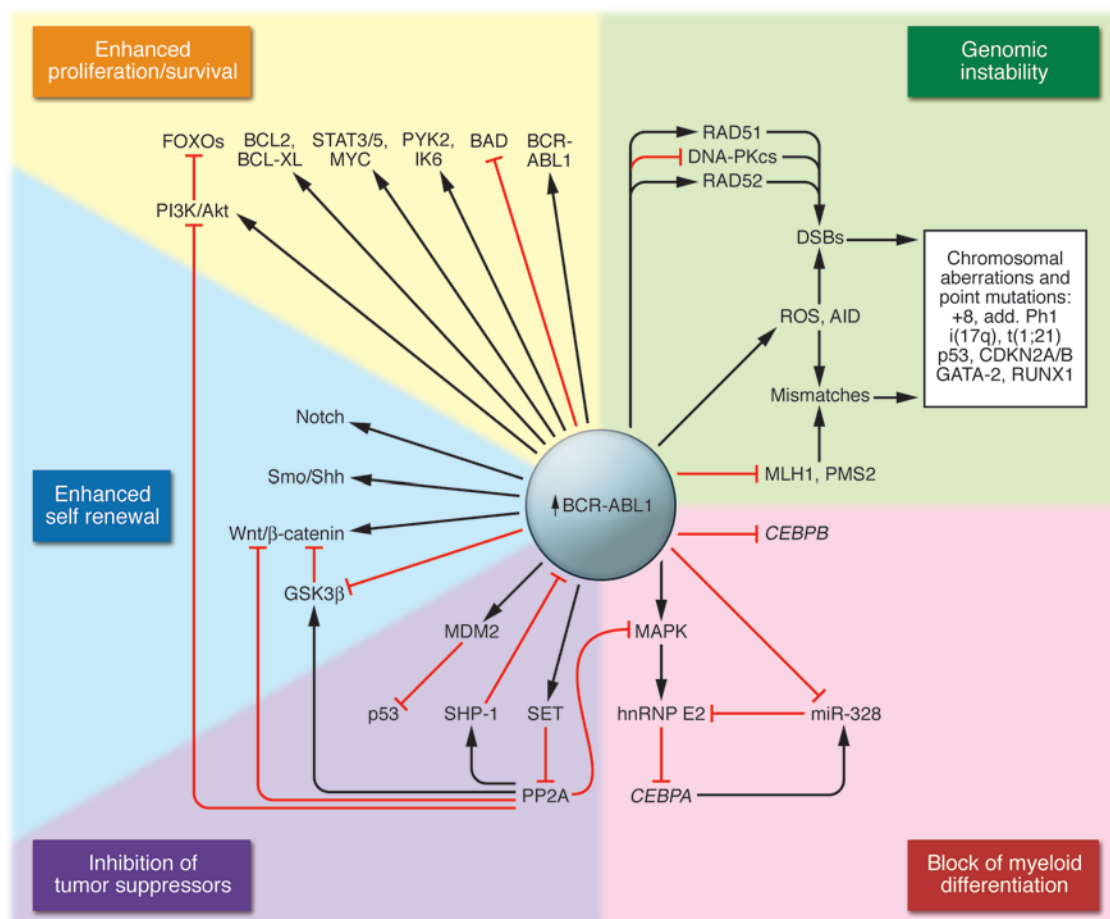 Enhanced
proliferation/survival
Genomic
instability
FOXOs
BCL2,
BCL-XL
STAT3/5,
MYC
PYK2,
IK6
BAD
BCR-
ABL1
PI3K/Akt
RAD51
DNA-PKcs
RAD52
DSBs
ROS, AID
Mismatches
MLH1, PMS2
Chromosomal
aberrations and
point mutations:
+8, add. Ph1
i(17q), t(1;21)
p53, CDKN2A/B
GATA-2, RUNX1
Enhanced
self renewal
Notch
Smo/Shh
Wnt/β-catenin
GSK3β
BCR-ABL1
CEBPB
MDM2
MAPK
p53
SHP-1
SET
hnRNP E2
miR-328
PP2A
CEBPA
Inhibition of
tumor suppressors
Block of myeloid
differentiation